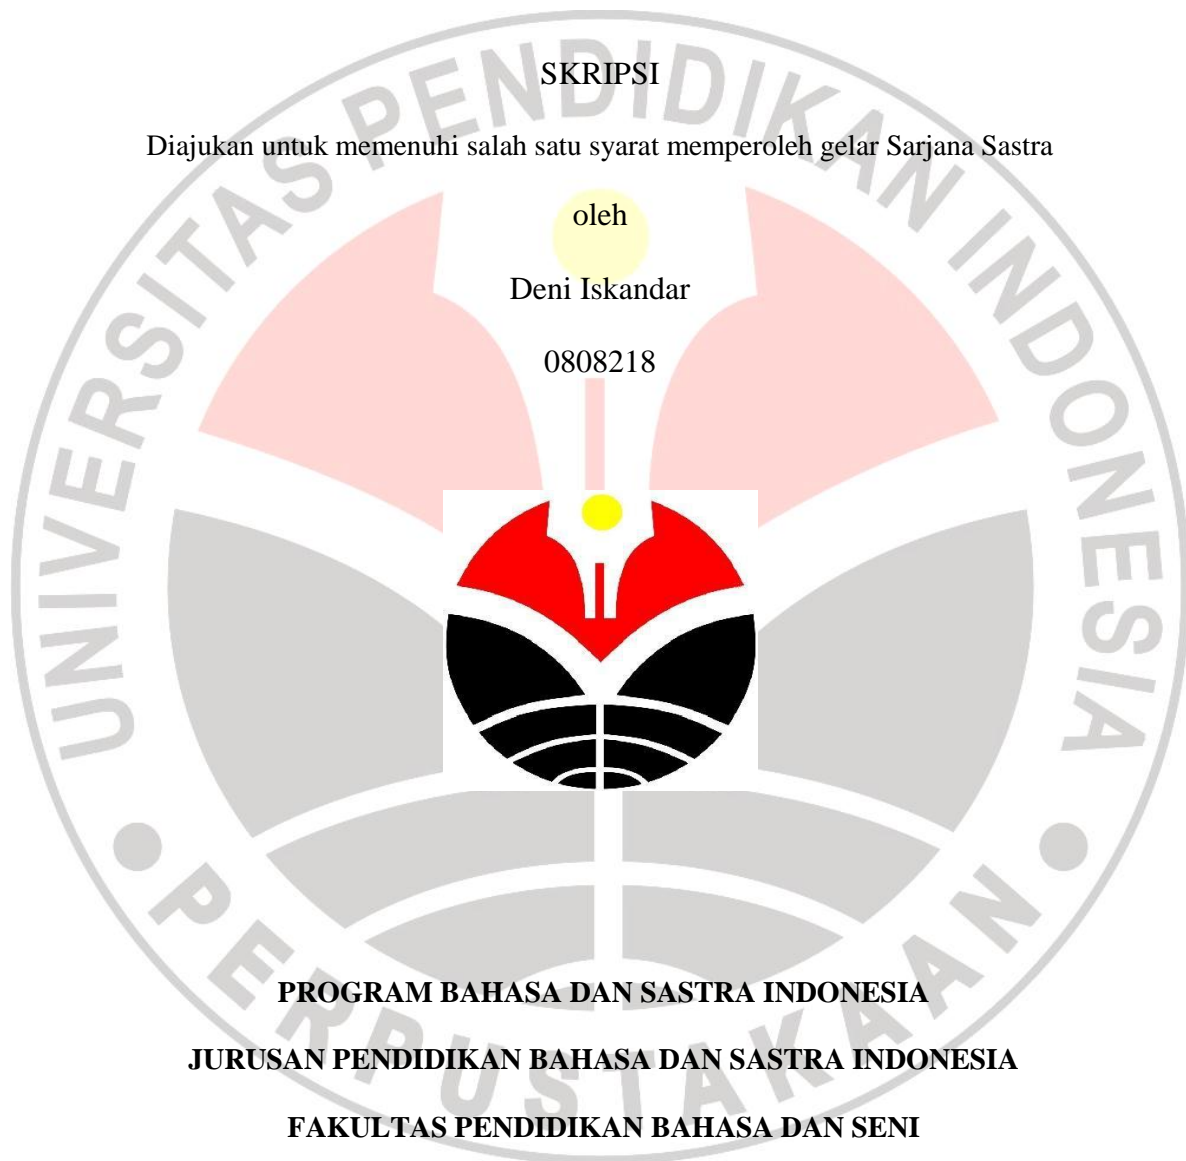 SKRIPSI
Diajukan untuk memenuhi salah satu syarat memperoleh gelar Sarjana Sastra
oleh
Deni Iskandar
0808218
UNIVERSITAS PENDIDIKAN INDONESIA
PERPUSTAKAAN
PROGRAM BAHASA DAN SASTRA INDONESIA
JURUSAN PENDIDIKAN BAHASA DAN SASTRA INDONESIA
FAKULTAS PENDIDIKAN BAHASA DAN SENI